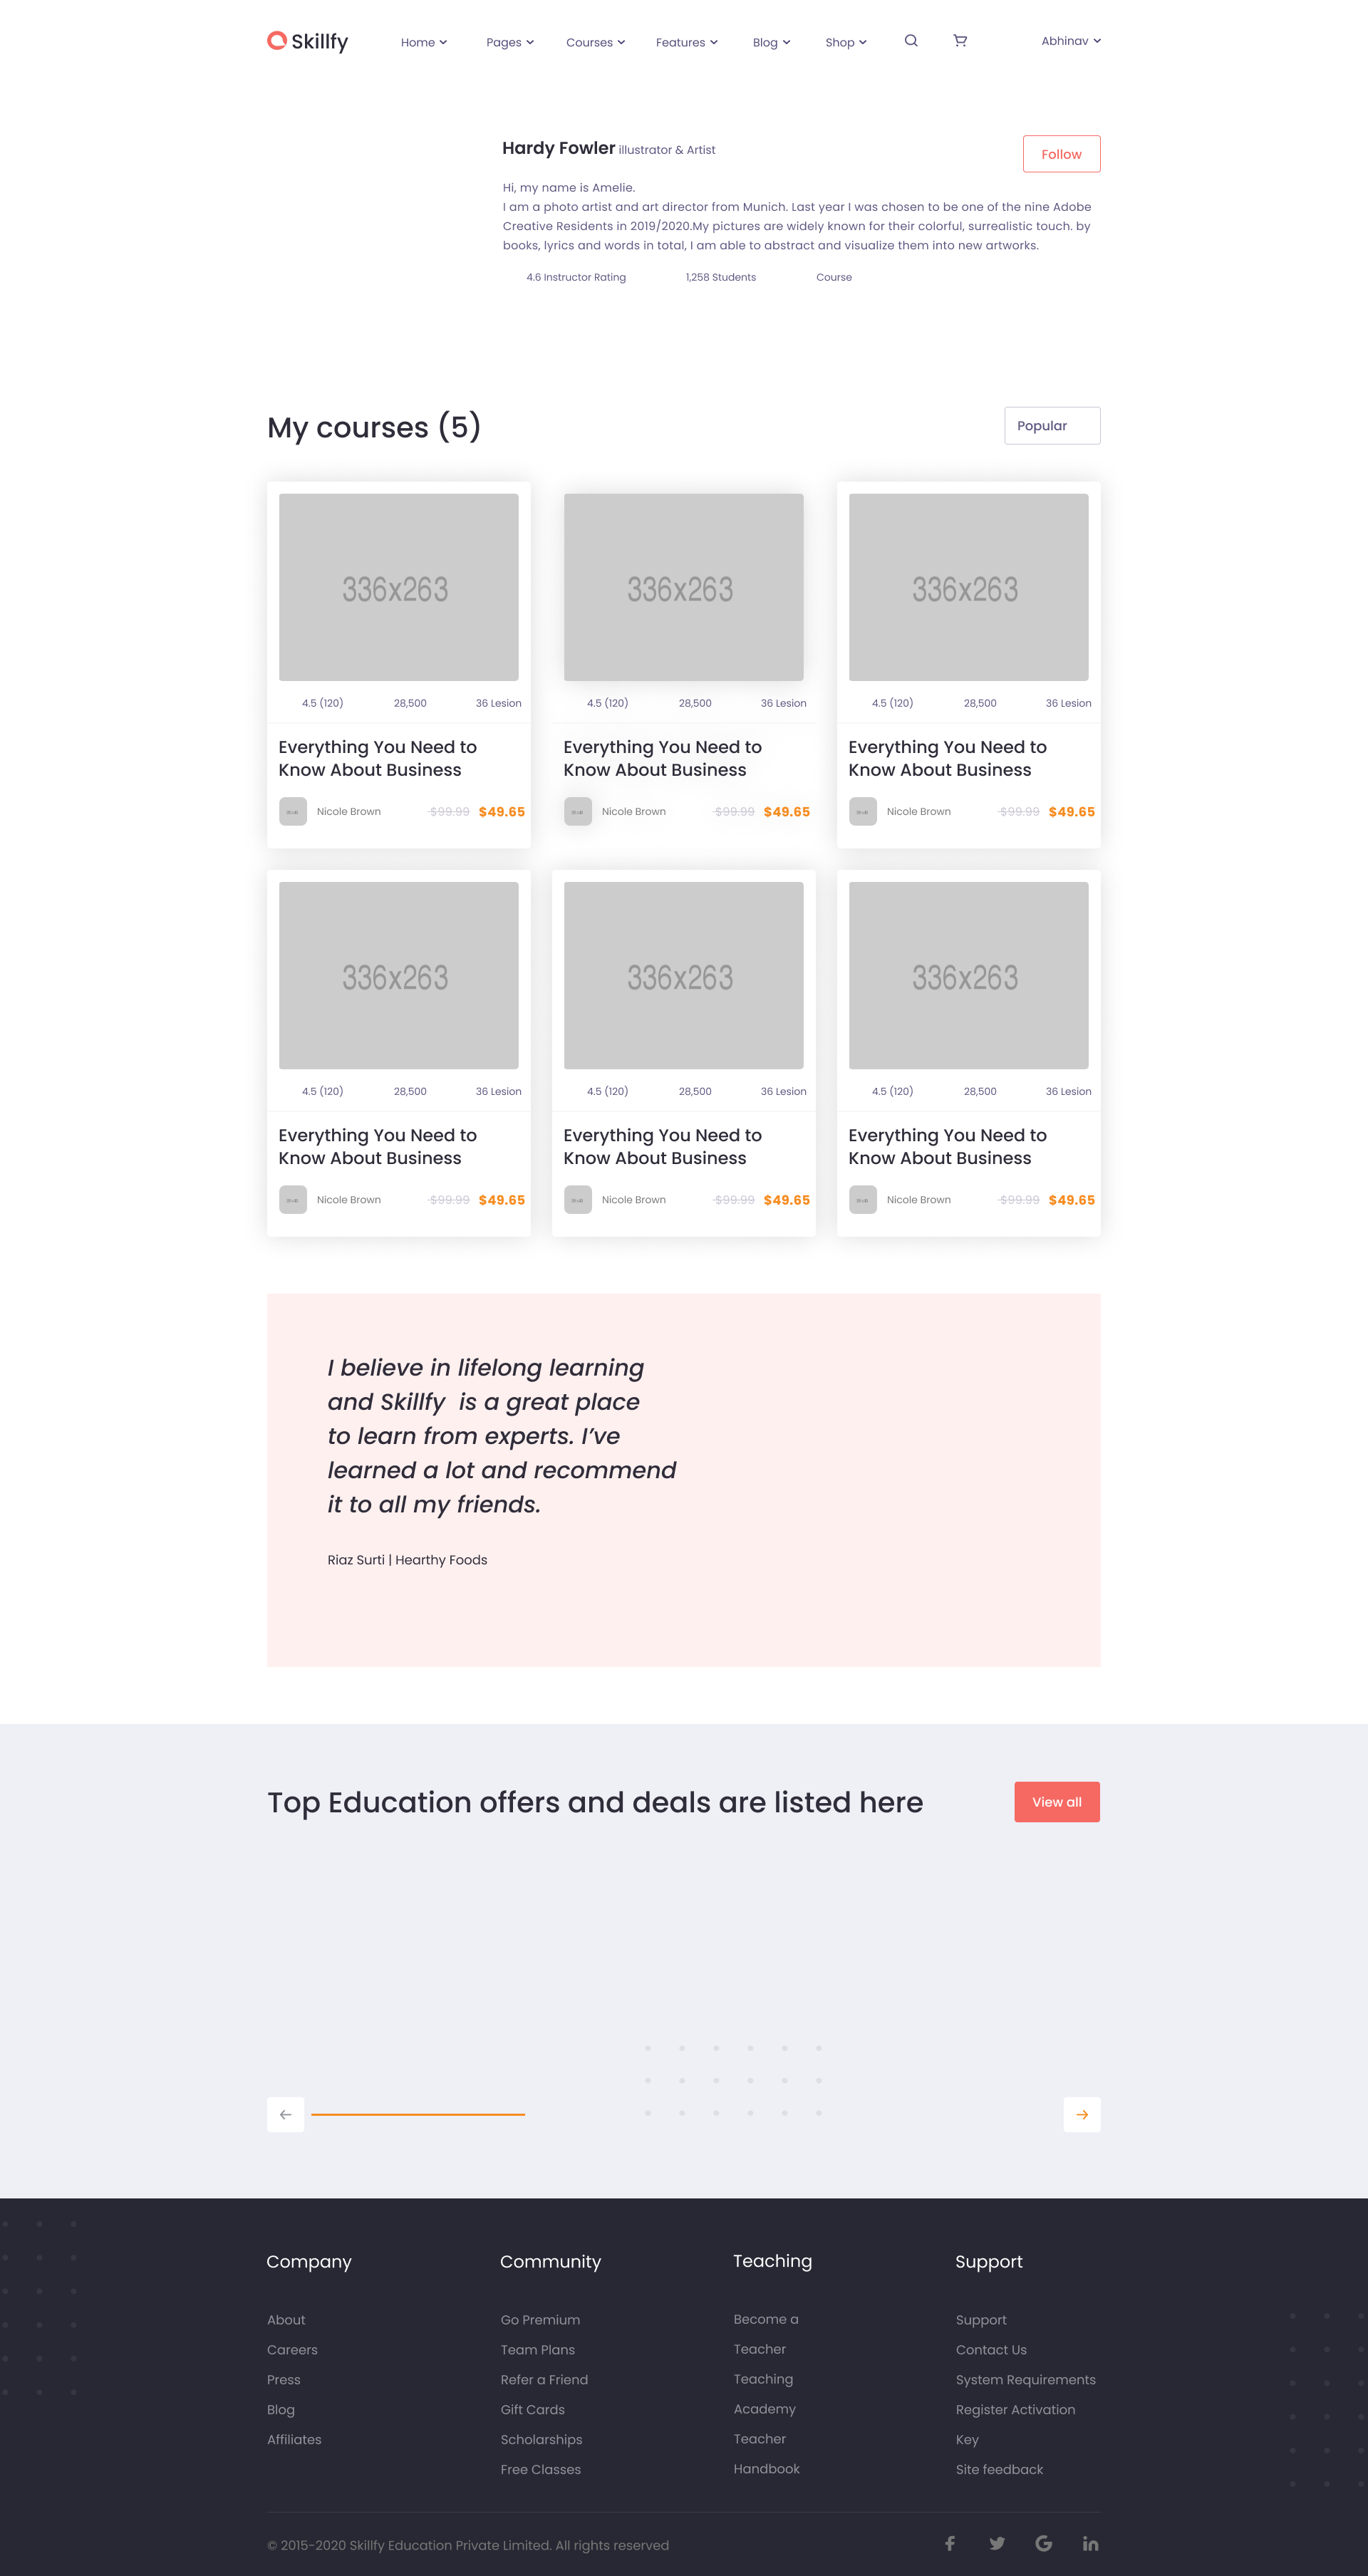 Skillfy
Home Pages Courses Features Blog Shop Abhinav
Hardy Fowler illustrator & Artist
Follow
Hi, my name is Amelie.
I am a photo artist and art director from Munich. Last year I was chosen to be one of the nine Adobe
Creative Residents in 2019/2020.My pictures are widely known for their colorful, surrealistic touch. by
books, lyrics and words in total, I am able to abstract and visualize them into new artworks.
4.6 Instructor Rating 1,258 Students Course
My courses (5)
Popular
336x263 336x263 336x263
4.5 (120) 28,500 36 Lesion 4.5 (120) 28,500 36 Lesion 4.5 (120) 28,500 36 Lesion
Everything You Need to Everything You Need to Everything You Need to
Know About Business Know About Business Know About Business
Nicole Brown $99.99 $49.65 Nicole Brown $99.99 $49.65 Nicole Brown $99.99 $49.65
336x263 336x263 336x263
4.5 (120) 28,500 36 Lesion 4.5 (120) 28,500 36 Lesion 4.5 (120) 28,500 36 Lesion
Everything You Need to Everything You Need to Everything You Need to
Know About Business Know About Business Know About Business
Nicole Brown $99.99 $49.65 Nicole Brown $99.99 $49.65 Nicole Brown $99.99 $49.65
I believe in lifelong learning
and Skillfy is a great place
to learn from experts. I’ve
learned a lot and recommend
it to all my friends.
Riaz Surti | Hearthy Foods
Top Education offers and deals are listed here
View all
Company
About
Careers
Press
Blog
Affiliates
Community
Go Premium
Team Plans
Refer a Friend
Gift Cards
Scholarships
Free Classes
Teaching
Become a
Teacher
Teaching
Academy
Teacher
Handbook
Support
Support
Contact Us
System Requirements
Register Activation
Key
Site feedback
© 2015-2020 Skillfy Education Private Limited. All rights reserved